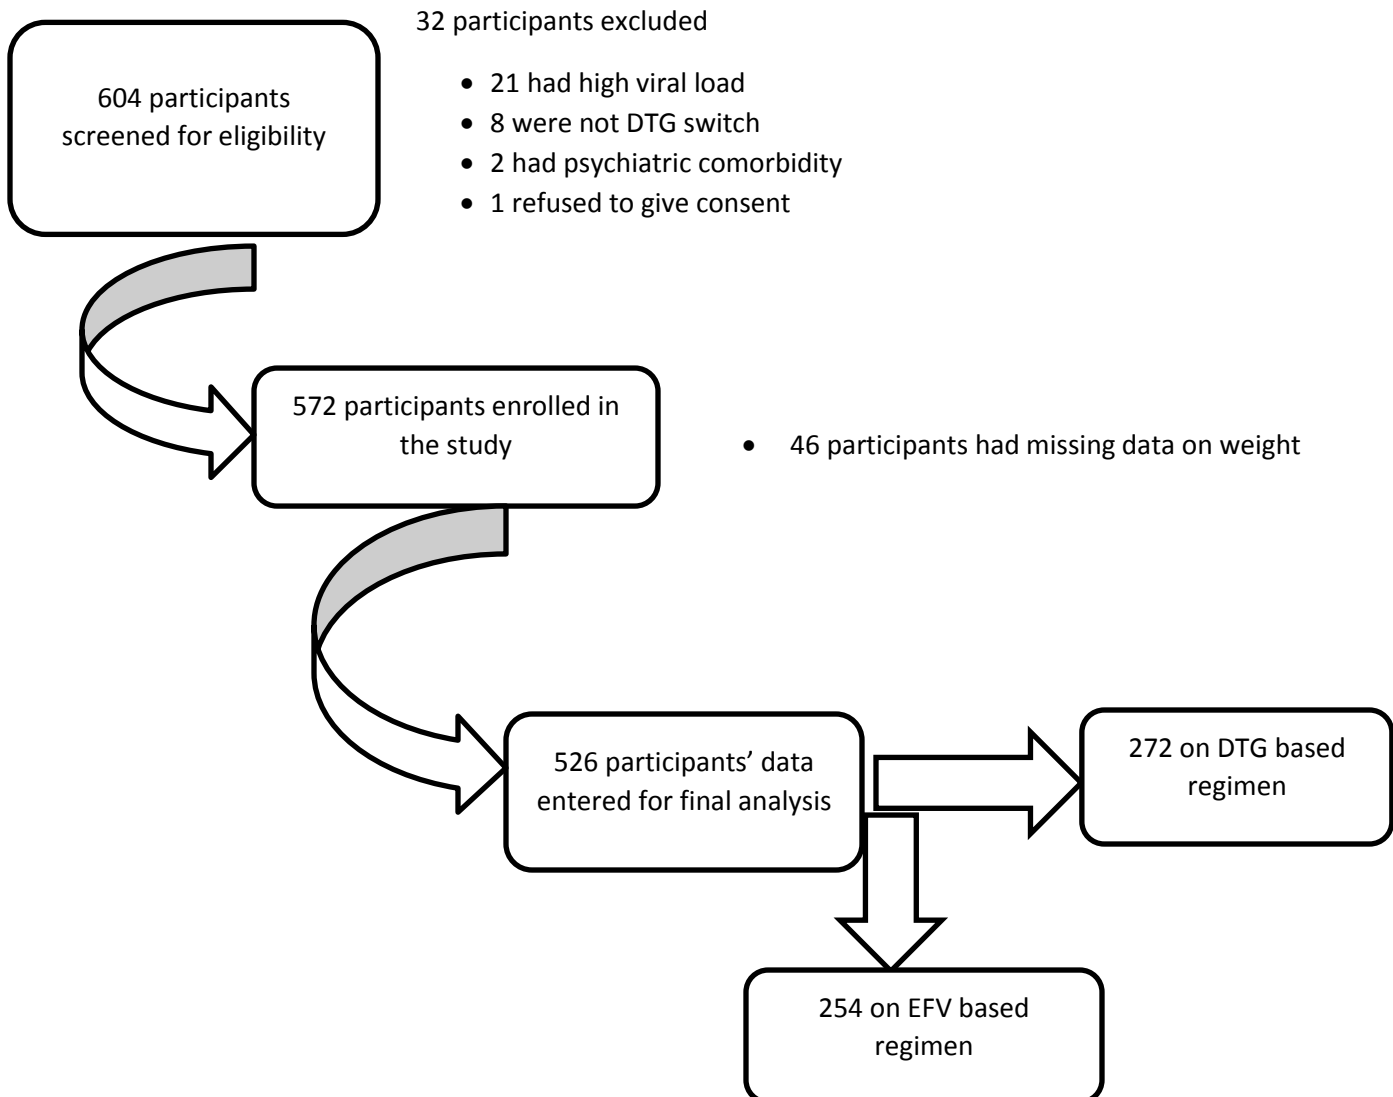 32 participants excluded
604 participants
screened for eligibility
• 21 had high viral load
• 8 were not DTG switch
• 2 had psychiatric comorbidity
• 1 refused to give consent
572 participants enrolled in
the study
• 46 participants had missing data on weight
526 participants’ data
entered for final analysis
272 on DTG based
regimen
254 on EFV based
regimen